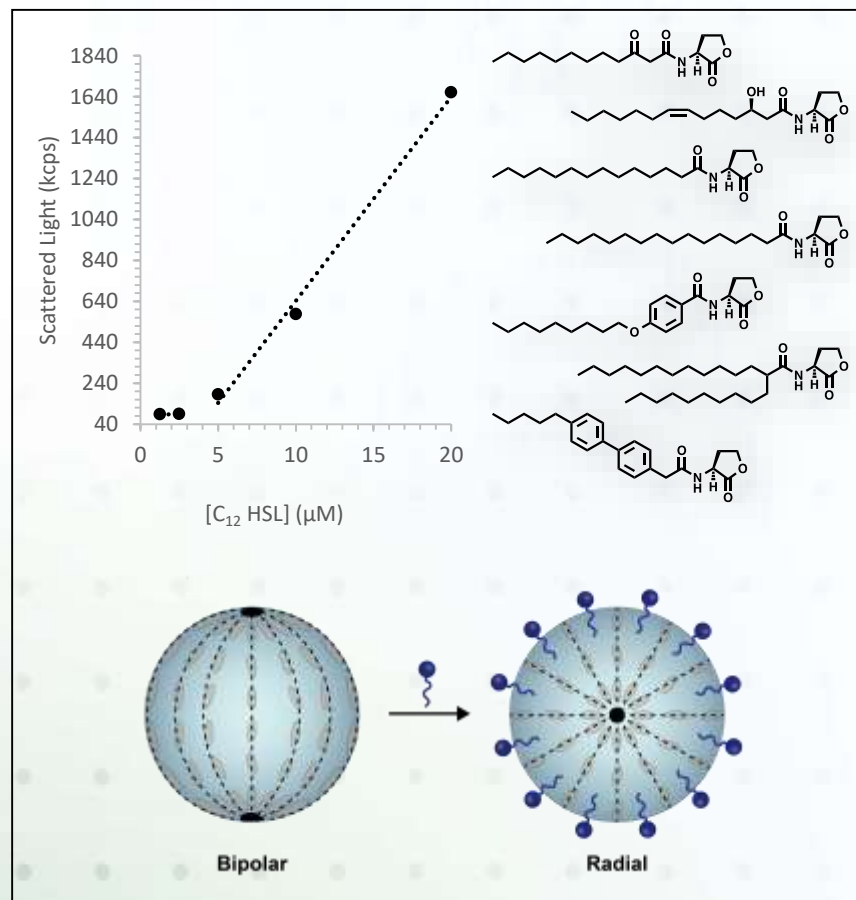 1840
1640
1440
1240
1040
840
640
440
240
40
Scattered Light (kcps)
0 5 10 15 20
[C₁₂ HSL] (μM)
O O
O
N
H
H
O
OH
O
O
N
H
H
O
O
O
N
H
H
O
O
O
N
H
H
O
O
O
N
H
H
O
O
O
O
N
H
H
O
O
O
N
H
H
O
Bipolar
Radial